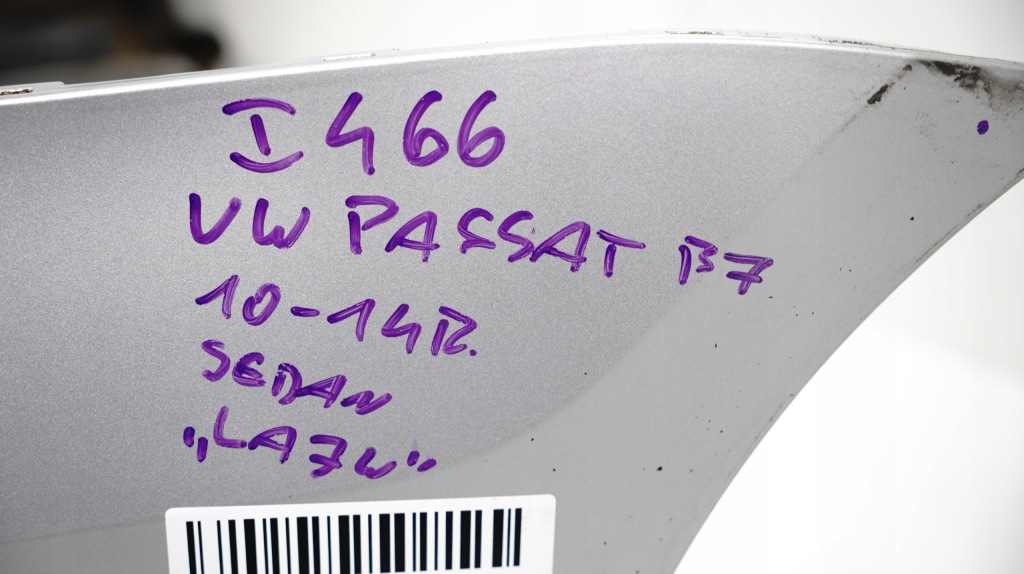 I466
VW PASSAT B7
10-14R.
SEDAN
„LA7W"